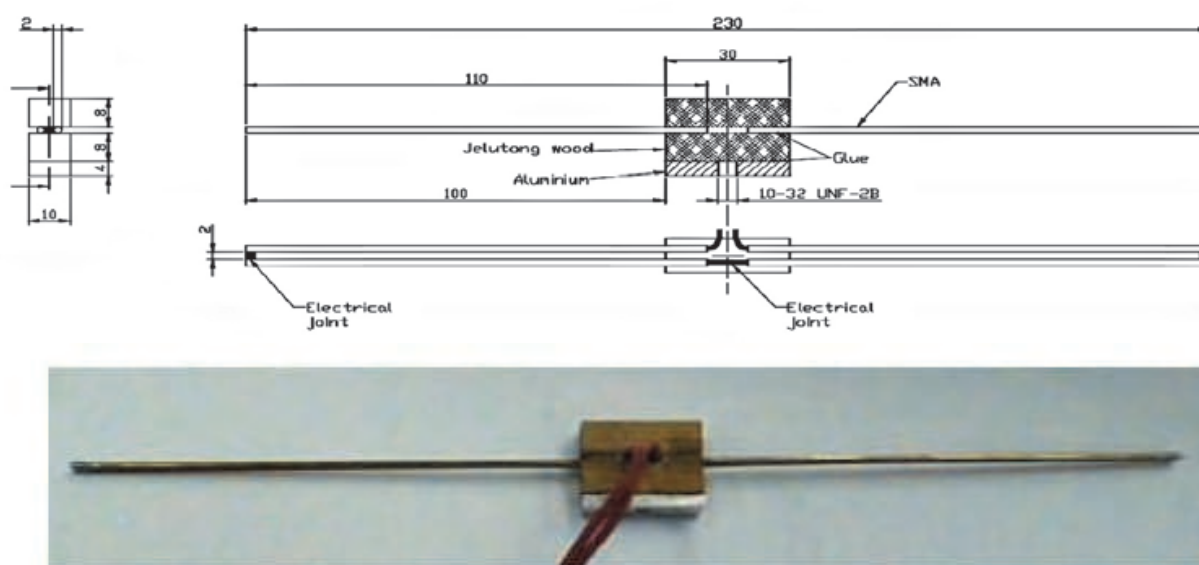 2
230
30
110
SMA
8
8
4
Jelutong wood
Glue
Aluminium
10-32 UNF-2B
100
10
2
Electrical
joint
Electrical
joint